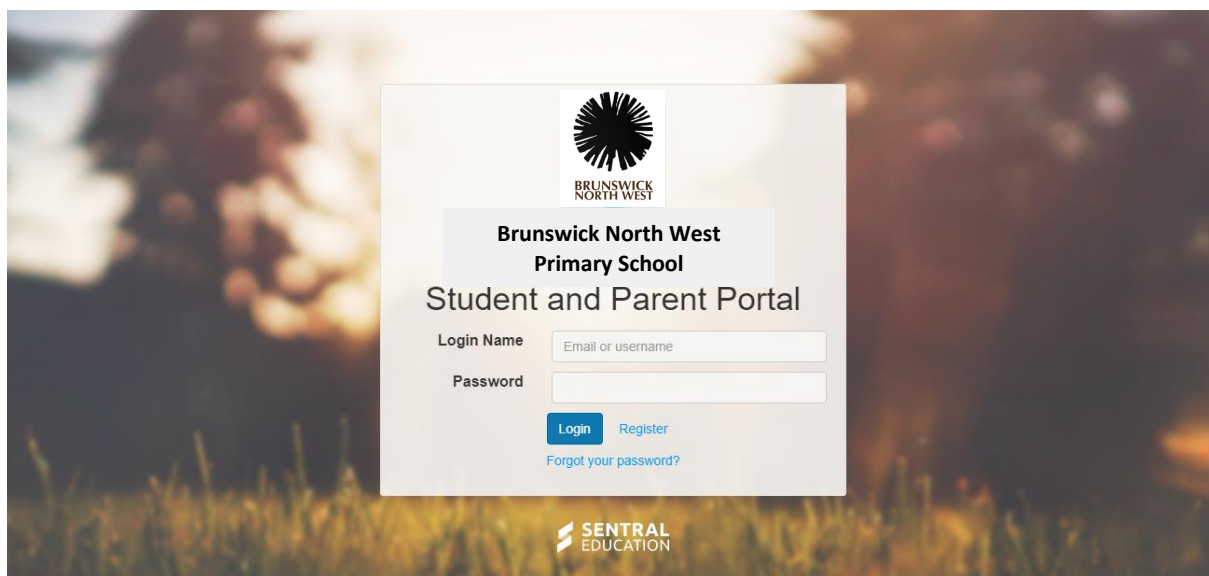 BRUNSWICK
NORTH WEST
Brunswick North West
Primary School
Student and Parent Portal
Login Name
Email or username
Password
Login Register
Forgot your password?
SENTRAL
EDUCATION